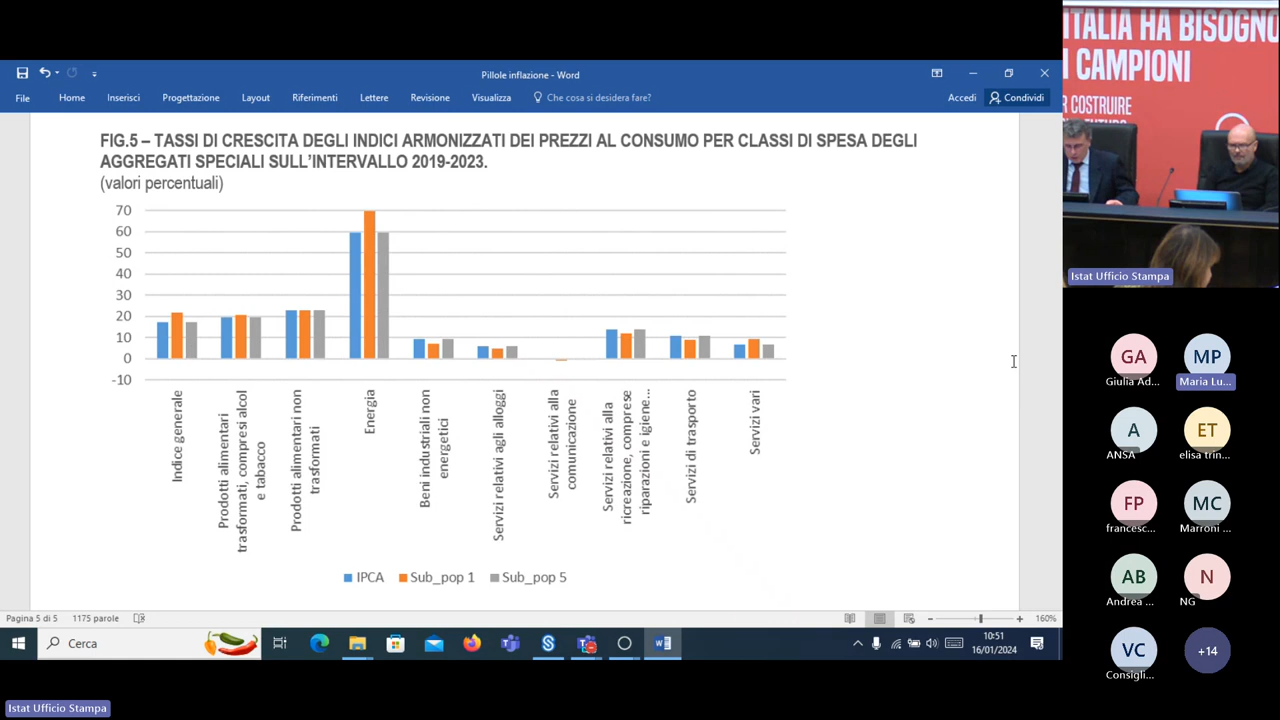 Pillole inflazione - Word
File
Home
Inserisci
Progettazione
Layout
Riferimenti
Lettere
Revisione
Visualizza
Che cosa si desidera fare?
Accedi
Condividi
FIG.5 – TASSI DI CRESCITA DEGLI INDICI ARMONIZZATI DEI PREZZI AL CONSUMO PER CLASSI DI SPESA DEGLI
AGGREGATI SPECIALI SULL’INTERVALLO 2019-2023.
(valori percentuali)
70
60
50
40
30
20
10
0
-10
Indice generale
Prodotti alimentari
trasformati, compresi alcol
e tabacco
Prodotti alimentari non
trasformati
Energia
Beni industriali non
energetici
Servizi relativi agli alloggi
Servizi relativi alla
comunicazione
Servizi relativi alla
ricreazione, comprese
riparazioni e igiene...
Servizi di trasporto
Servizi vari
IPCA
Sub_pop 1
Sub_pop 5
Pagina 5 di 5
1175 parole
160%
Cerca
10:51
16/01/2024
ITALIA HA BISOGNO
I CAMPIONI
R COSTRUIRE
Istat Ufficio Stampa
GA
Giulia Ad...
MP
Maria Lu...
A
ANSA
ET
elisa trin...
FP
francesc...
MC
Marroni ...
AB
Andrea ...
N
NG
VC
Consigli...
+14
Istat Ufficio Stampa